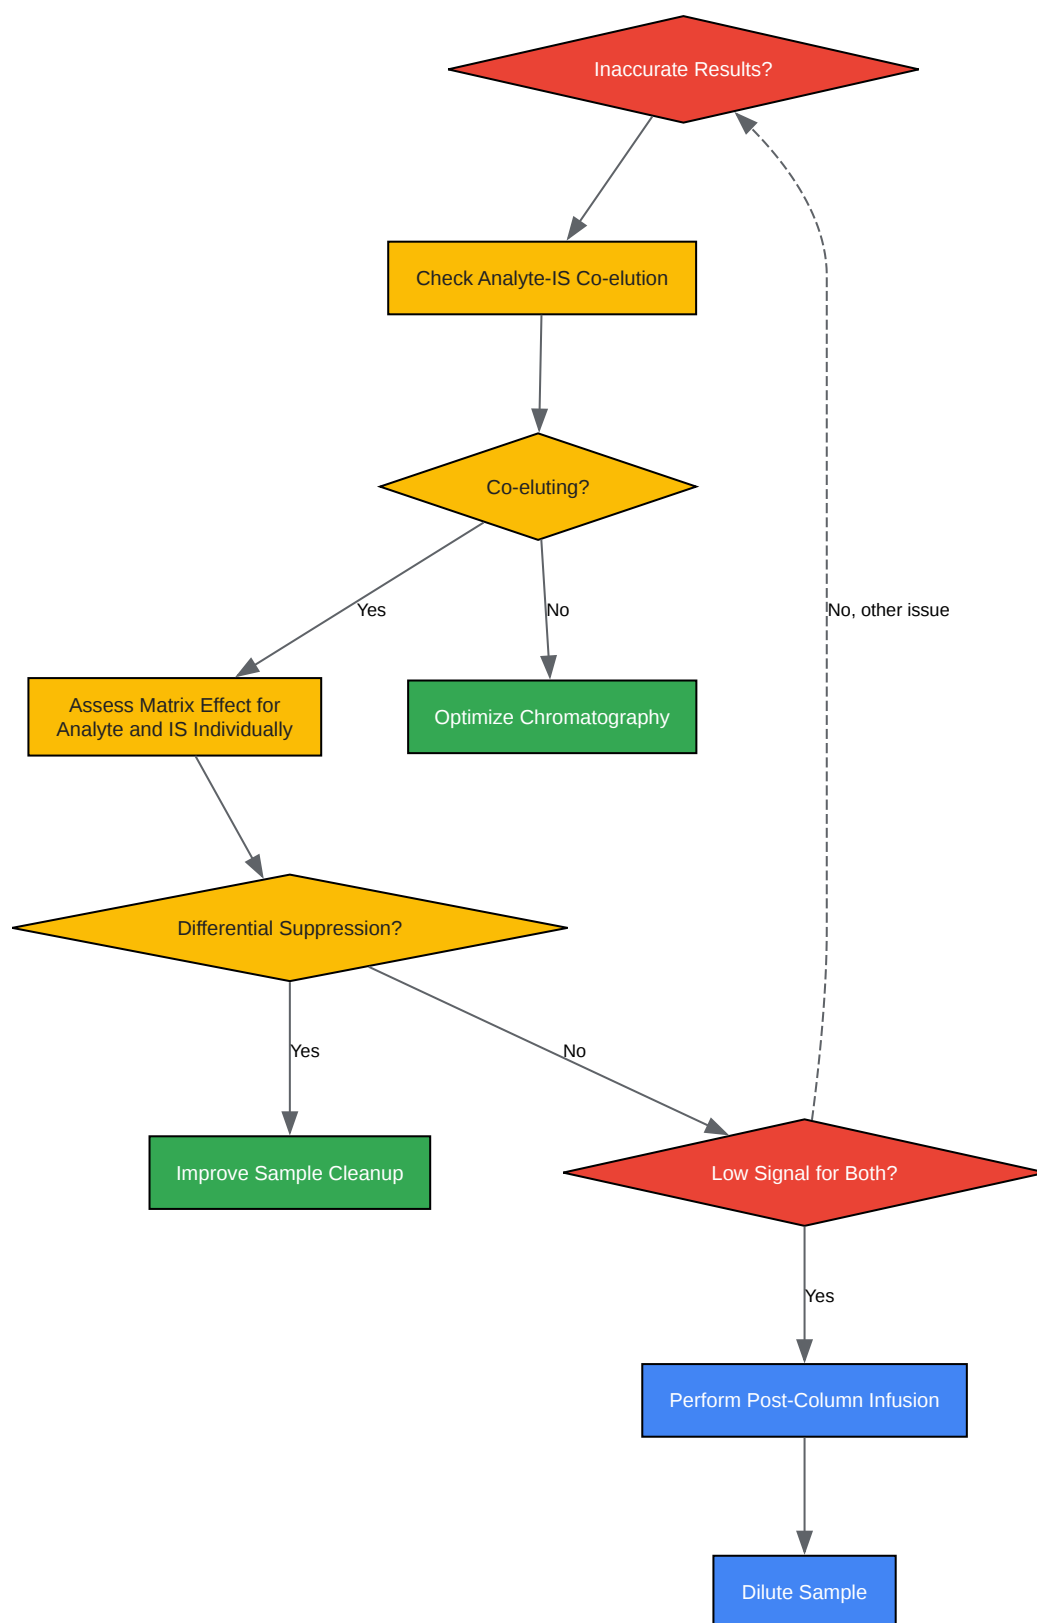 Inaccurate Results?
Check Analyte-IS Co-elution
Co-eluting?
Yes
No
No, other issue
Assess Matrix Effect for
Analyte and IS Individually
Optimize Chromatography
Differential Suppression?
Yes
No
Improve Sample Cleanup
Low Signal for Both?
Yes
Perform Post-Column Infusion
Dilute Sample